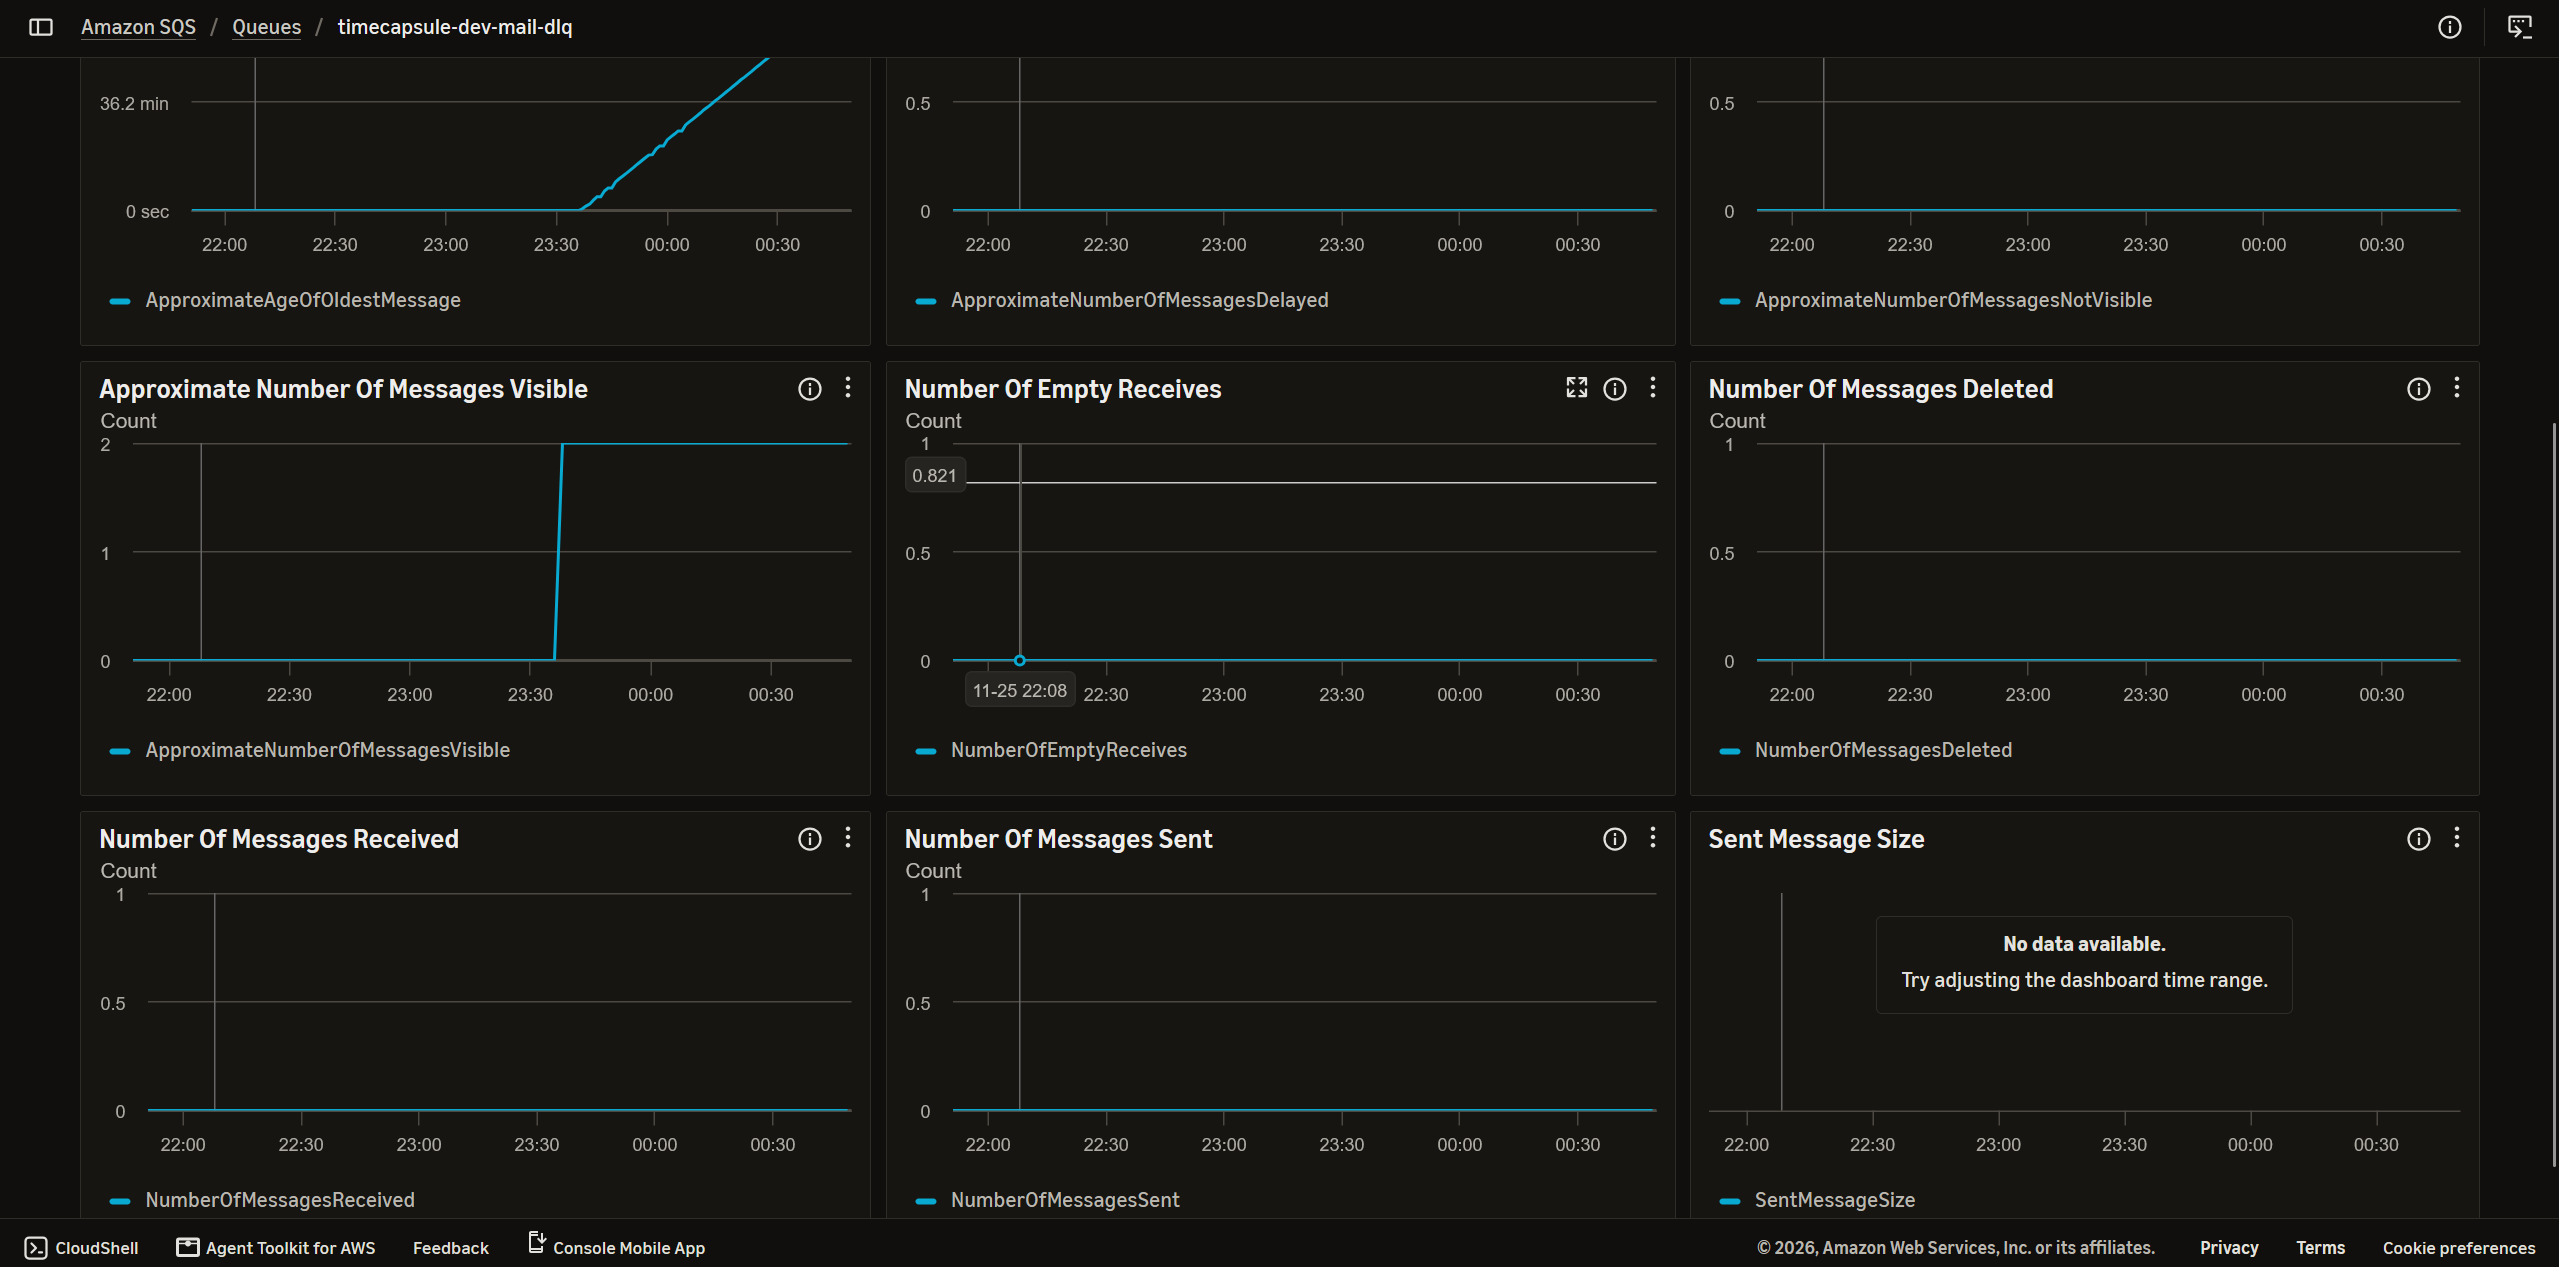 Amazon SQS / Queues / timecapsule-dev-mail-dlq
36.2 min
0 sec
22:00 22:30 23:00 23:30 00:00 00:30
ApproximateAgeOfOldestMessage
0.5
0
22:00 22:30 23:00 23:30 00:00 00:30
ApproximateNumberOfMessagesDelayed
0.5
0
22:00 22:30 23:00 23:30 00:00 00:30
ApproximateNumberOfMessagesNotVisible
Approximate Number Of Messages Visible
Count
2
1
0
22:00 22:30 23:00 23:30 00:00 00:30
ApproximateNumberOfMessagesVisible
Number Of Empty Receives
Count
1
0.821
0.5
0
11-25 22:08 22:30 23:00 23:30 00:00 00:30
NumberOfEmptyReceives
Number Of Messages Deleted
Count
1
0.5
0
22:00 22:30 23:00 23:30 00:00 00:30
NumberOfMessagesDeleted
Number Of Messages Received
Count
1
0.5
0
22:00 22:30 23:00 23:30 00:00 00:30
NumberOfMessagesReceived
Number Of Messages Sent
Count
1
0.5
0
22:00 22:30 23:00 23:30 00:00 00:30
NumberOfMessagesSent
Sent Message Size
No data available.
Try adjusting the dashboard time range.
22:00 22:30 23:00 23:30 00:00 00:30
SentMessageSize
CloudShell Agent Toolkit for AWS Feedback Console Mobile App © 2026, Amazon Web Services, Inc. or its affiliates. Privacy Terms Cookie preferences